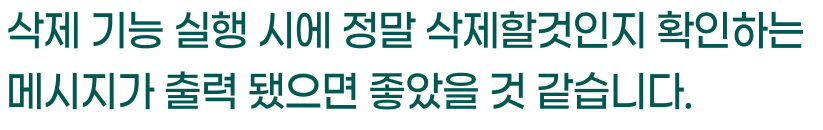 삭제 기능 실행 시에 정말 삭제할것인지 확인하는
메시지가 출력 됐으면 좋았을 것 같습니다.